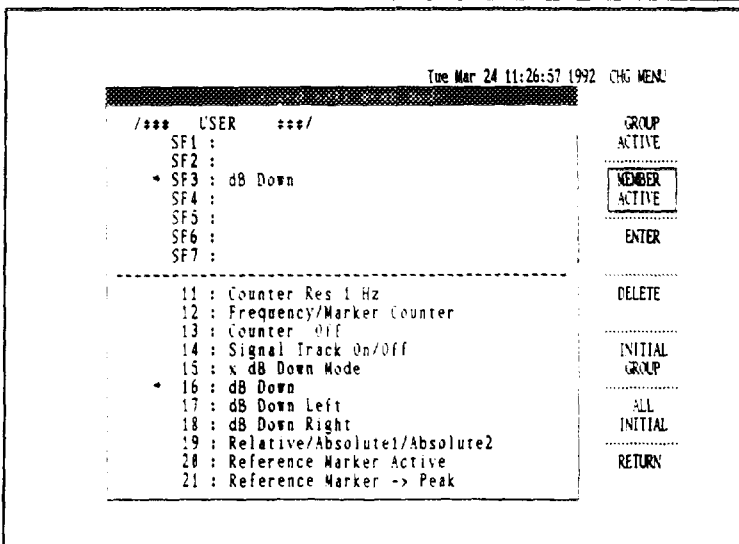 Tue Mar 24 11:26:57 1992 CHG MENU
/*** USER ***/
SF1 :
SF2 :
SF3 : dB Down
SF4 :
SF5 :
SF6 :
SF7 :
11 : Counter Res 1 Hz
12 : Frequency/Marker Counter
13 : Counter Off
14 : Signal Track On/Off
15 : x dB Down Mode
16 : dB Down
17 : dB Down Left
18 : dB Down Right
19 : Relative/Absolute1/Absolute2
20 : Reference Marker Active
21 : Reference Marker -> Peak
GROUP
ACTIVE
MEMBER
ACTIVE
ENTER
DELETE
INITIAL
GROUP
ALL
INITIAL
RETURN